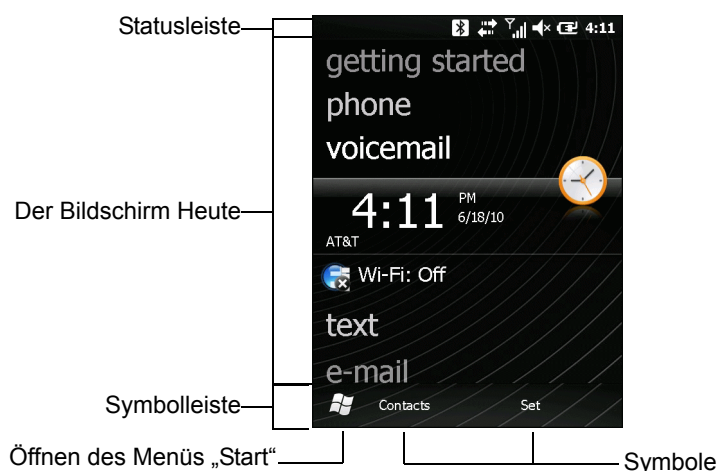 Statusleiste
4:11
getting started
phone
voicemail
Der Bildschirm Heute
4:11 PM
6/18/10
AT&T
Wi-Fi: Off
text
e-mail
Symbolleiste
Contacts Set
Öffnen des Menüs „Start“
Symbole